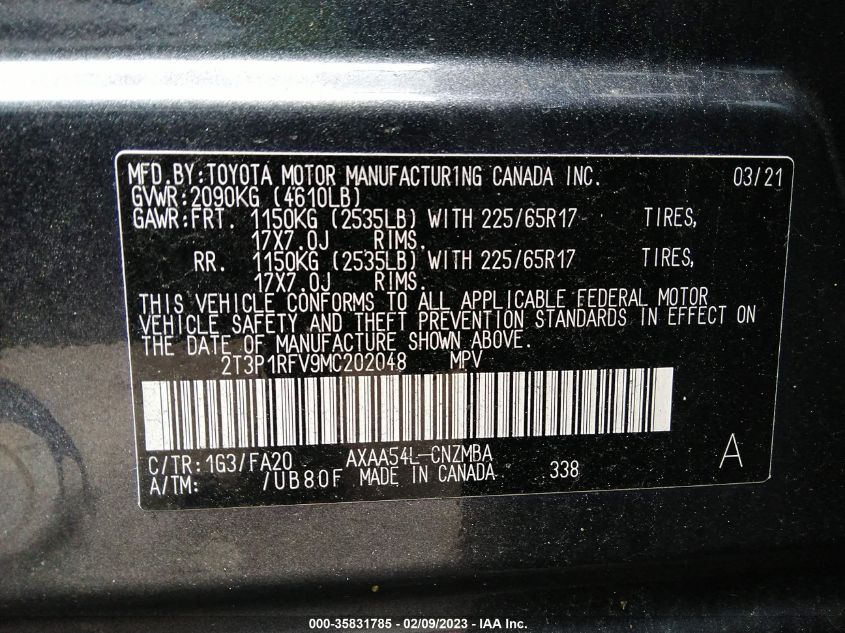 MFD.BY:TOYOTA MOTOR MANUFACTURING CANADA INC. 03/21
GVWR:2090KG (4610LB)
GAWR:FRT. 1150KG (2535LB) WITH 225/65R17 TIRES,
17X7.0J RIMS.
RR. 1150KG (2535LB) WITH 225/65R17 TIRES,
17X7.0J RIMS.
THIS VEHICLE CONFORMS TO ALL APPLICABLE FEDERAL MOTOR
VEHICLE SAFETY AND THEFT PREVENTION STANDARDS IN EFFECT ON
THE DATE OF MANUFACTURE SHOWN ABOVE.
2T3P1RFV9MC202048 MPV
C/TR:1G3/FA20 AXAA54L-CNZMBA A
A/TM: /UB80F MADE IN CANADA 338
000-35831785 - 02/09/2023 - IAA Inc.